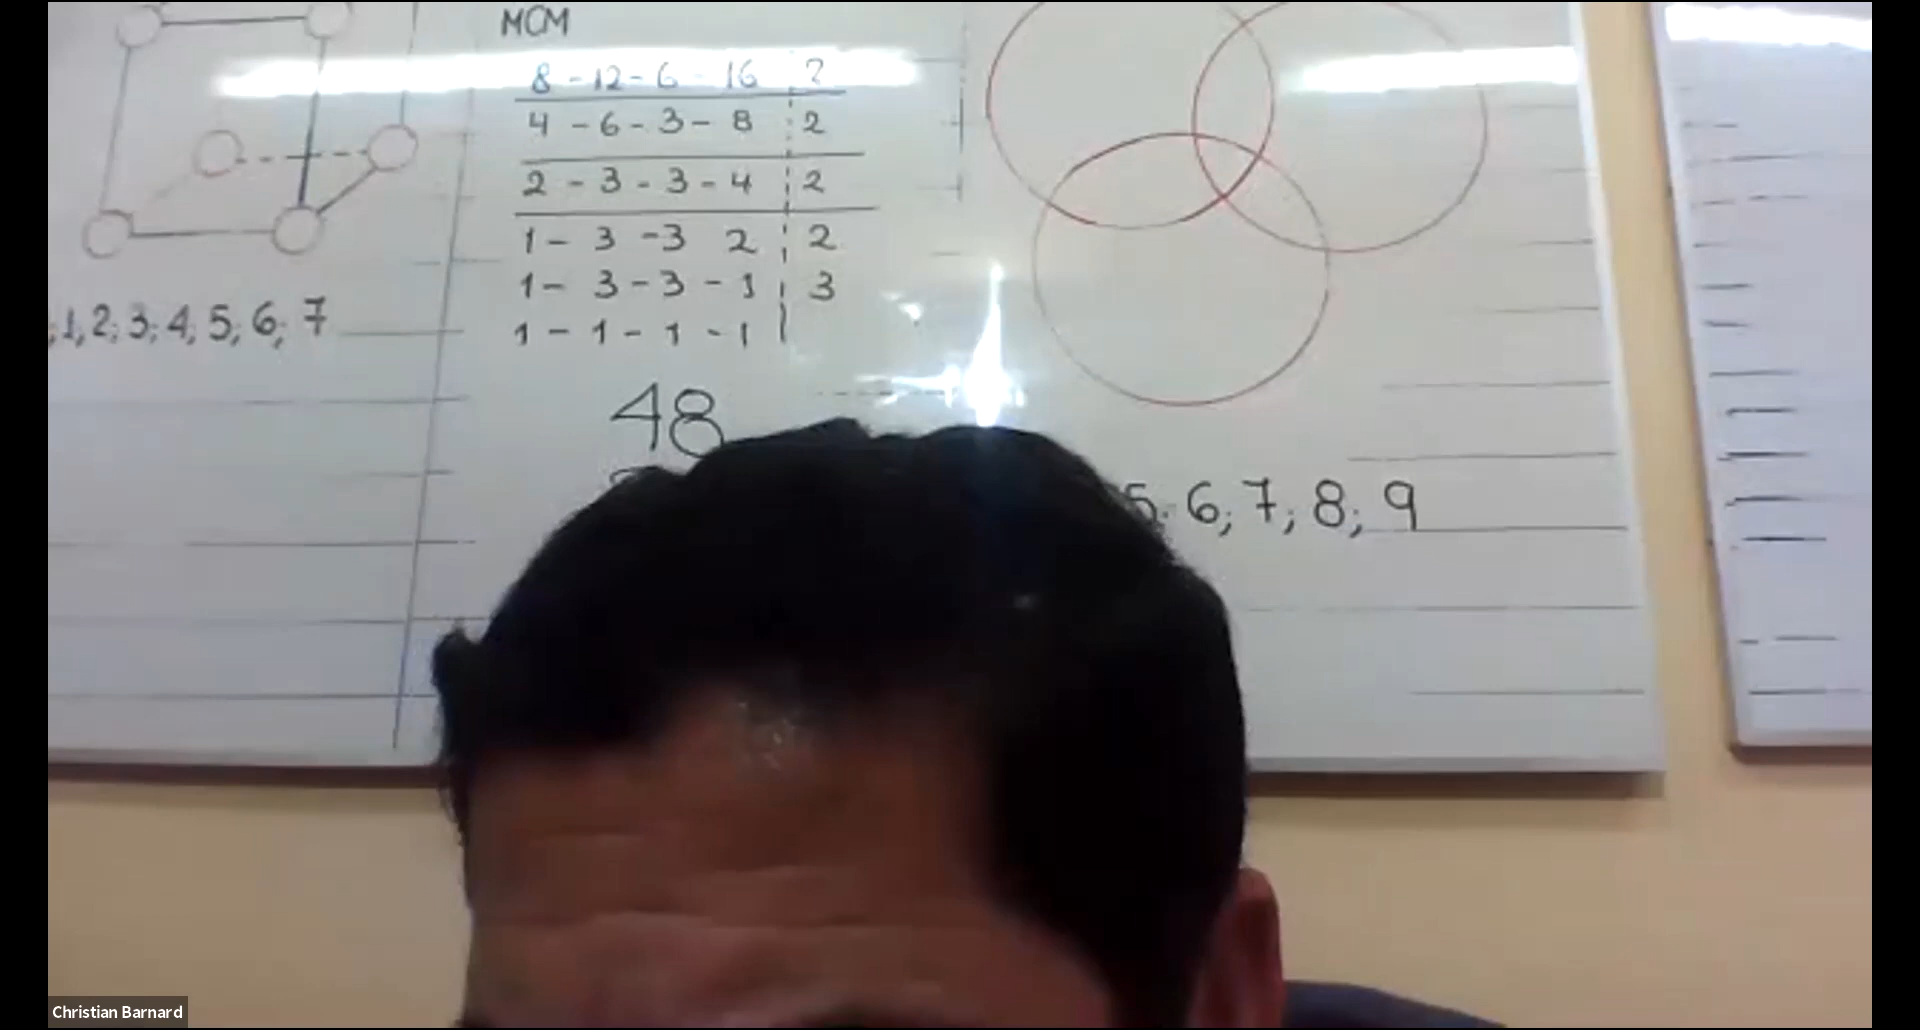 MCM
8 - 12 - 6 - 16 2
4 - 6 - 3 - 8 2
2 - 3 - 3 - 4 2
1 - 3 - 3 2 2
1 - 3 - 3 - 1 3
1 - 1 - 1 - 1
; 1, 2; 3; 4; 5; 6; 7
48
5; 6; 7; 8; 9
Christian Barnard